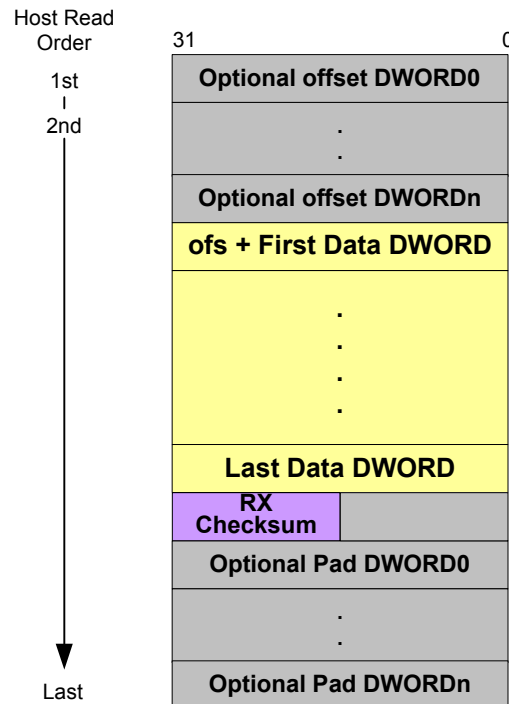 Host Read
Order
31
0
1st
2nd
Optional offset DWORD0
.
.
Optional offset DWORDn
ofs + First Data DWORD
.
.
.
.
Last Data DWORD
RX
Checksum
Optional Pad DWORD0
.
.
Last
Optional Pad DWORDn